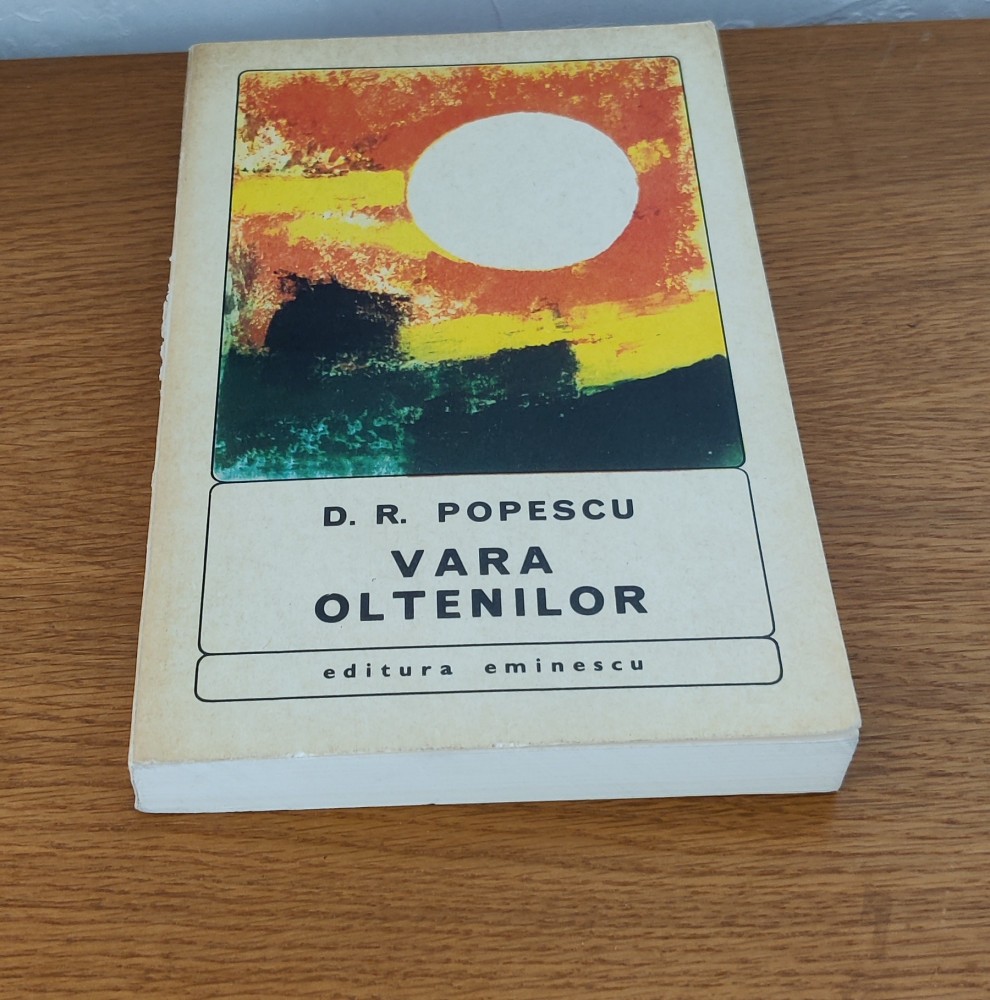 D. R. POPESCU
VARA
OLTENILOR
editura eminescu